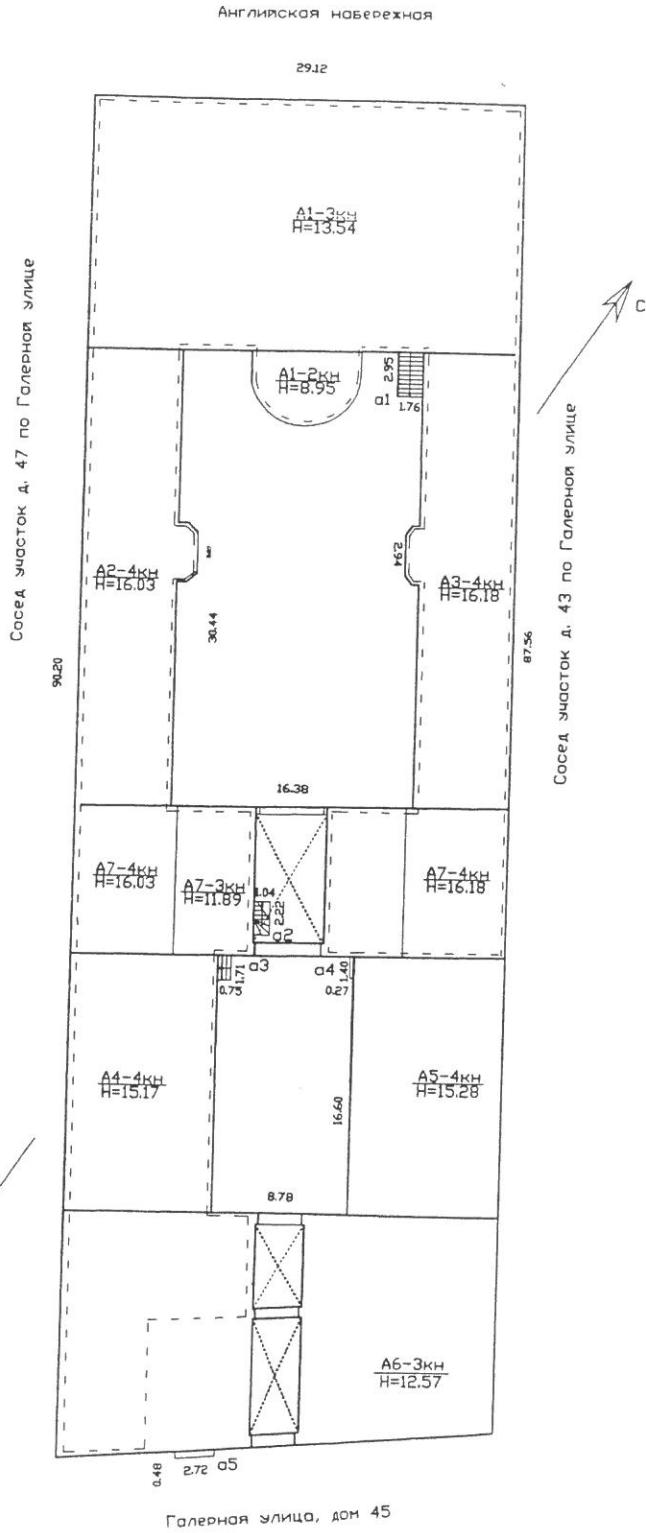 Английская набережная
29.12
А1-3кн
Н=13.54
Сосед участок д. 47 по Галерной улице
С
А1-2кн
Н=8.95
2.95
а1
1.76
Сосед участок д. 43 по Галерной улице
А2-4кн
Н=16.03
2.94
А3-4кн
Н=16.18
30.44
87.56
90.20
16.38
А7-4кн
Н=16.03
А7-3кн
Н=11.89
1.04
2.22
а2
А7-4кн
Н=16.18
а3
1.71
0.75
а4
1.40
0.27
А4-4кн
Н=15.17
А5-4кн
Н=15.28
16.60
8.78
А6-3кн
Н=12.57
0.48
2.72
а5
Галерная улица, дом 45